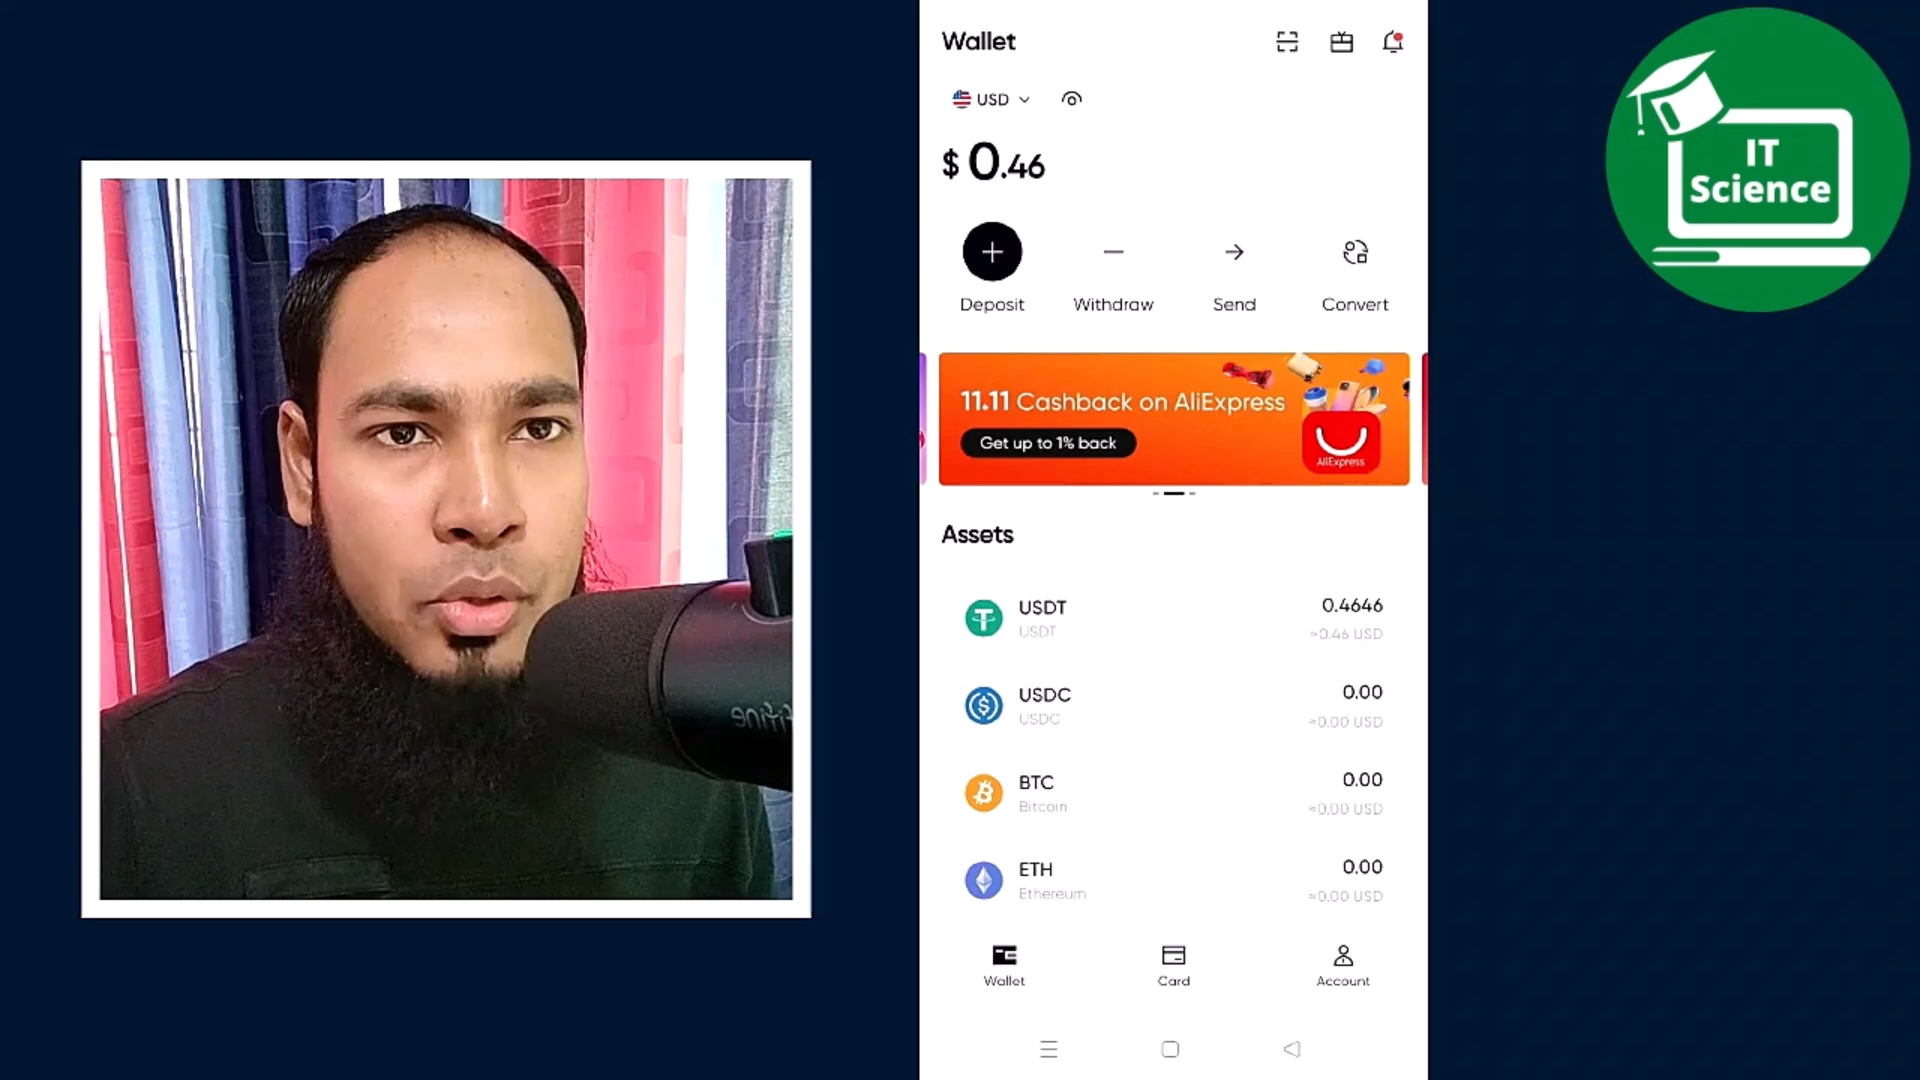 Wallet
USD
$ 0.46
Deposit
Withdraw
Send
Convert
11.11 Cashback on AliExpress
Get up to 1% back
AliExpress
Assets
USDT
0.4646
USDT
≈0.46 USD
USDC
0.00
USDC
≈0.00 USD
BTC
0.00
Bitcoin
≈0.00 USD
ETH
0.00
Ethereum
≈0.00 USD
Wallet
Card
Account
IT
Science
fifine